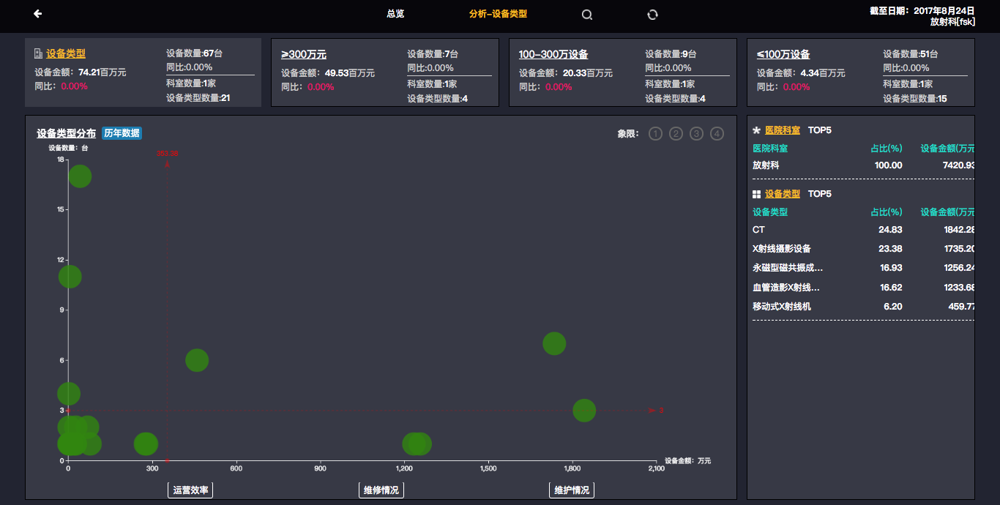 总览
分析-设备类型
截至日期：2017年8月24日
放射科[fsk]
设备类型
设备金额：74.21百万元
同比：0.00%
设备数量:67台
同比:0.00%
科室数量:1家
设备类型数量:21
≥300万元
设备金额：49.53百万元
同比：0.00%
设备数量:7台
同比:0.00%
科室数量:1家
设备类型数量:4
100-300万设备
设备金额：20.33百万元
同比：0.00%
设备数量:9台
同比:0.00%
科室数量:1家
设备类型数量:4
≤100万设备
设备金额：4.34百万元
同比：0.00%
设备数量:51台
同比:0.00%
科室数量:1家
设备类型数量:15
设备类型分布 历年数据
象限： 1 2 3 4
设备数量：台
353.38
18
15
12
9
6
3
3
0
0 300 600 900 1,200 1,500 1,800 2,100
设备金额：万元
运营效率 维修情况 维护情况
医院科室 TOP5
医院科室 占比(%) 设备金额(万元
放射科 100.00 7420.93
设备类型 TOP5
设备类型 占比(%) 设备金额(万元
CT 24.83 1842.28
X射线摄影设备 23.38 1735.20
永磁型磁共振成... 16.93 1256.24
血管造影X射线... 16.62 1233.68
移动式X射线机 6.20 459.77